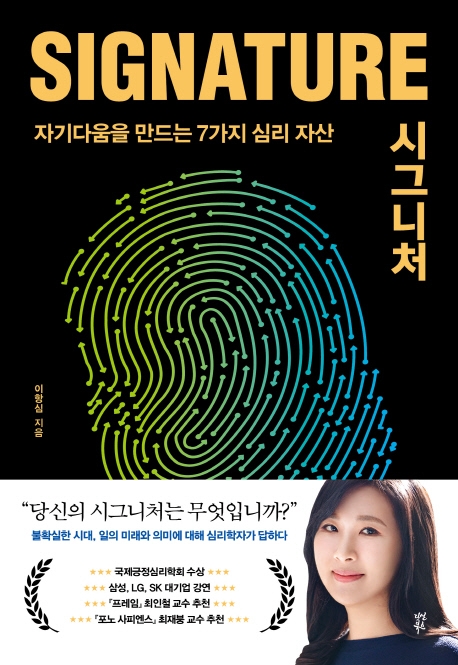 SIGNATURE
자기다움을 만드는 7가지 심리 자산
시그니처
이항심 지음
“당신의 시그니처는 무엇입니까?”
불확실한 시대, 일의 미래와 의미에 대해 심리학자가 답하다
★★★ 국제긍정심리학회 수상 ★★★
★★★ 삼성, LG, SK 대기업 강연 ★★★
★★★ 『프레임』 최인철 교수 추천 ★★★
★★★ 『포노 사피엔스』 최재붕 교수 추천 ★★★
다산북스